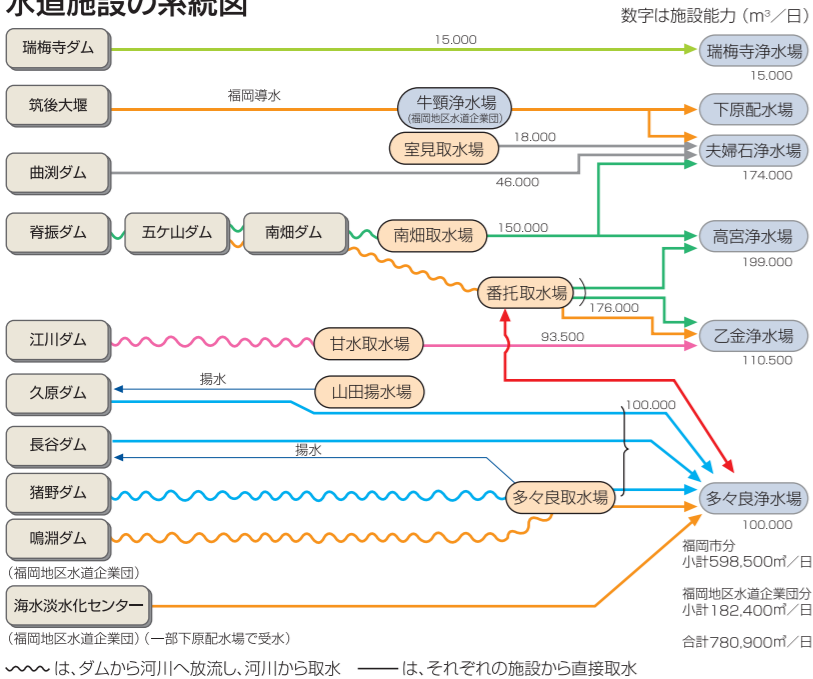 水道施設の系統図
数字は施設能力（m³／日）
瑞梅寺ダム
15.000
瑞梅寺浄水場
15.000
筑後大堰
福岡導水
牛頸浄水場
(福岡地区水道企業団)
下原配水場
室見取水場
18.000
夫婦石浄水場
174.000
曲渕ダム
46.000
脊振ダム
五ケ山ダム
南畑ダム
南畑取水場
150.000
高宮浄水場
199.000
番托取水場
176.000
江川ダム
甘水取水場
93.500
乙金浄水場
110.500
久原ダム
揚水
山田揚水場
100.000
長谷ダム
揚水
猪野ダム
多々良取水場
多々良浄水場
100.000
鳴淵ダム
(福岡地区水道企業団)
海水淡水化センター
(福岡地区水道企業団)(一部下原配水場で受水)
福岡市分
小計598,500㎥／日
福岡地区水道企業団分
小計182,400㎥／日
合計780,900㎥／日
は、ダムから河川へ放流し、河川から取水
は、それぞれの施設から直接取水